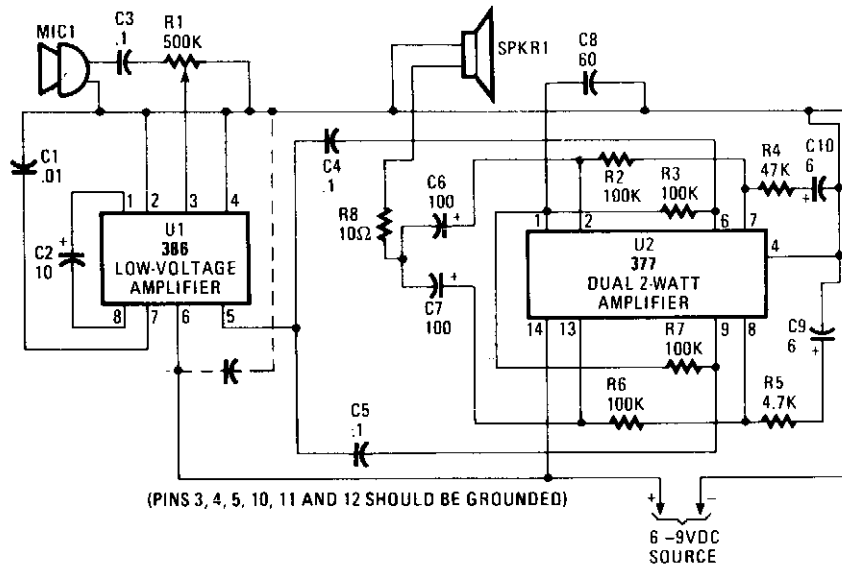 MIC1
C3
.1
R1
500K
SPKR1
C8
60
C1
.01
C4
.1
R4
47K
C10
6
C6
100
+
R2
100K
R3
100K
R8
10Ω
1 2 3 4
U1
386
LOW-VOLTAGE
AMPLIFIER
8 7 6 5
C2
10
+
1 2 6 7
U2
377
DUAL 2-WATT
AMPLIFIER
4
14 13 9 8
+
C7
100
+
R7
100K
C9
6
+
R6
100K
R5
4.7K
C5
.1
(PINS 3, 4, 5, 10, 11 AND 12 SHOULD BE GROUNDED)
+ −
6 –9VDC
SOURCE